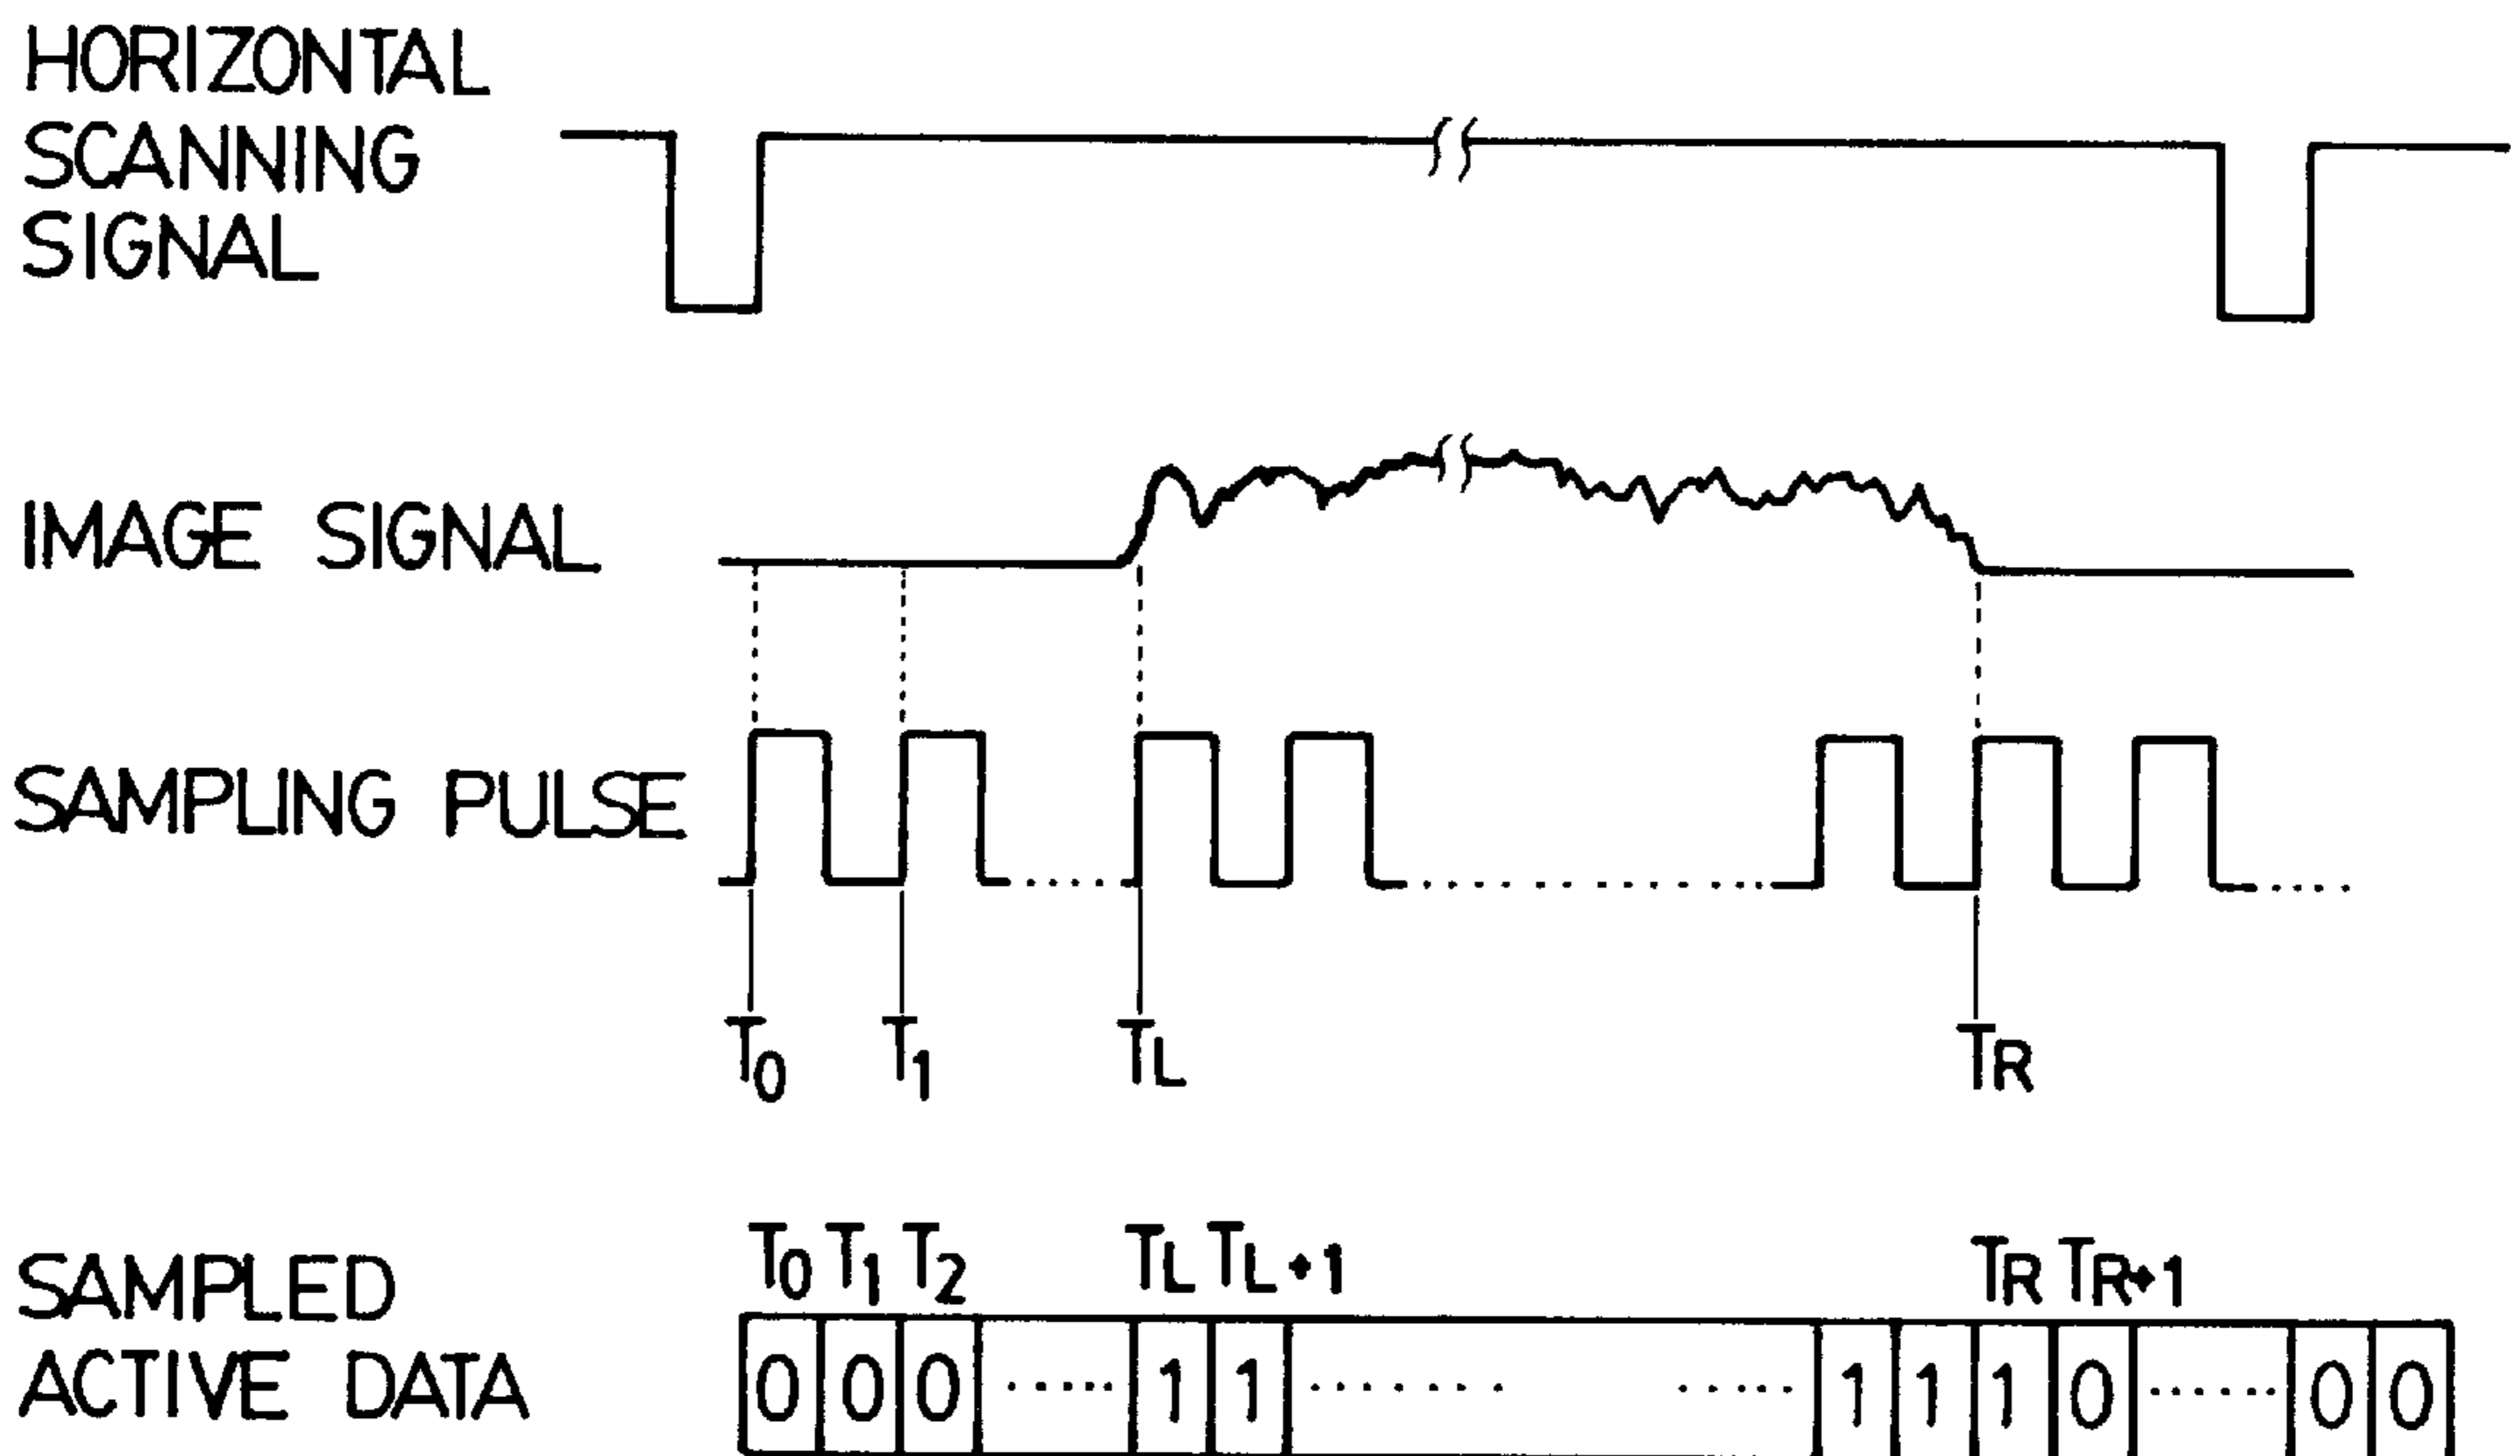 HORIZONTAL
SCANNING
SIGNAL
IMAGE SIGNAL
SAMPLING PULSE
T0 T1 TL TR
T0 T1 T2 TL TL+1 TR TR+1
SAMPLED
ACTIVE DATA
0 0 0 ..... 1 1 ....... ..... 1 1 1 0 ...... 0 0